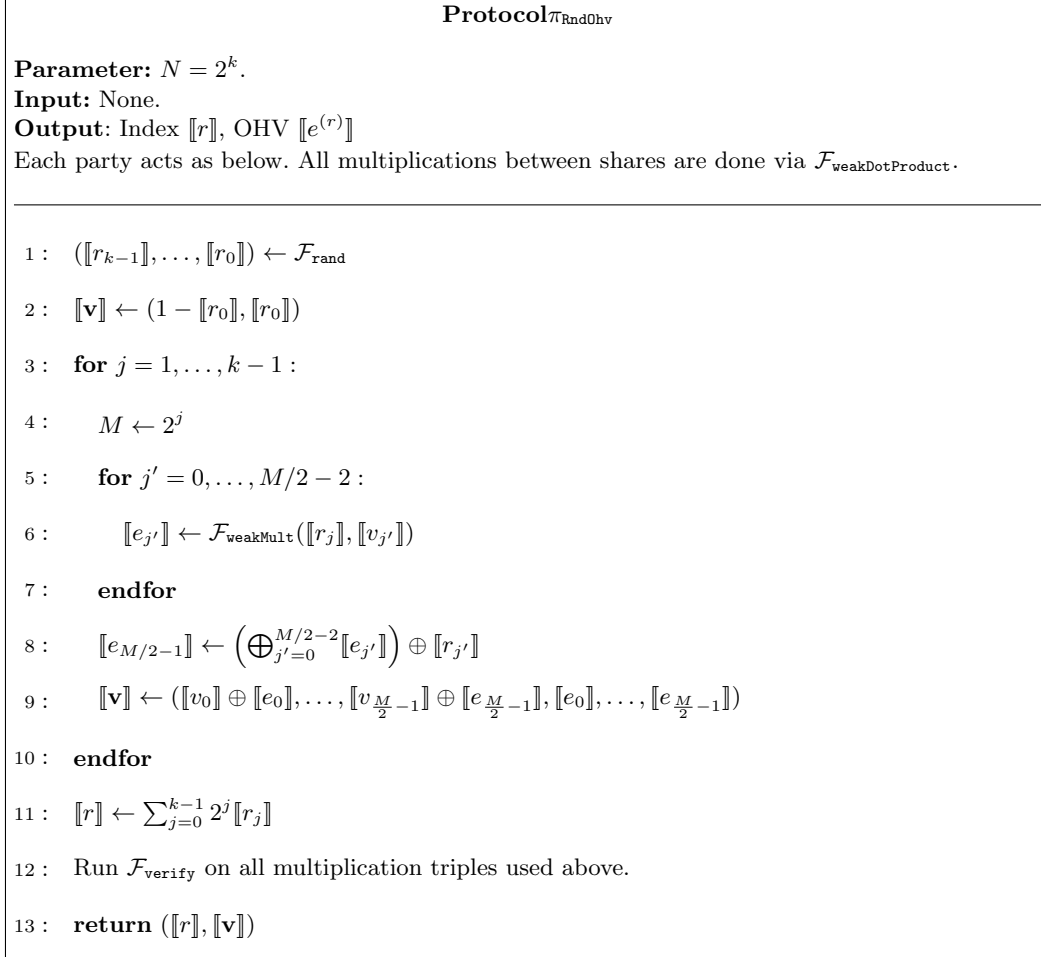 Protocolπ_RndOhv
Parameter: N = 2^k.
Input: None.
Output: Index ⟦r⟧, OHV ⟦e^(r)⟧
Each party acts as below. All multiplications between shares are done via F_weakDotProduct.
1 : (⟦r_{k−1}⟧, . . . , ⟦r_0⟧) ← F_rand
2 : ⟦v⟧ ← (1 − ⟦r_0⟧, ⟦r_0⟧)
3 : for j = 1, . . . , k − 1 :
4 : M ← 2^j
5 : for j′ = 0, . . . , M/2 − 2 :
6 : ⟦e_{j′}⟧ ← F_weakMult(⟦r_j⟧, ⟦v_{j′}⟧)
7 : endfor
8 : ⟦e_{M/2−1}⟧ ← (⨁_{j′=0}^{M/2−2} ⟦e_{j′}⟧) ⊕ ⟦r_{j′}⟧
9 : ⟦v⟧ ← (⟦v_0⟧ ⊕ ⟦e_0⟧, . . . , ⟦v_{M/2−1}⟧ ⊕ ⟦e_{M/2−1}⟧, ⟦e_0⟧, . . . , ⟦e_{M/2−1}⟧)
10 : endfor
11 : ⟦r⟧ ← ∑_{j=0}^{k−1} 2^j ⟦r_j⟧
12 : Run F_verify on all multiplication triples used above.
13 : return (⟦r⟧, ⟦v⟧)